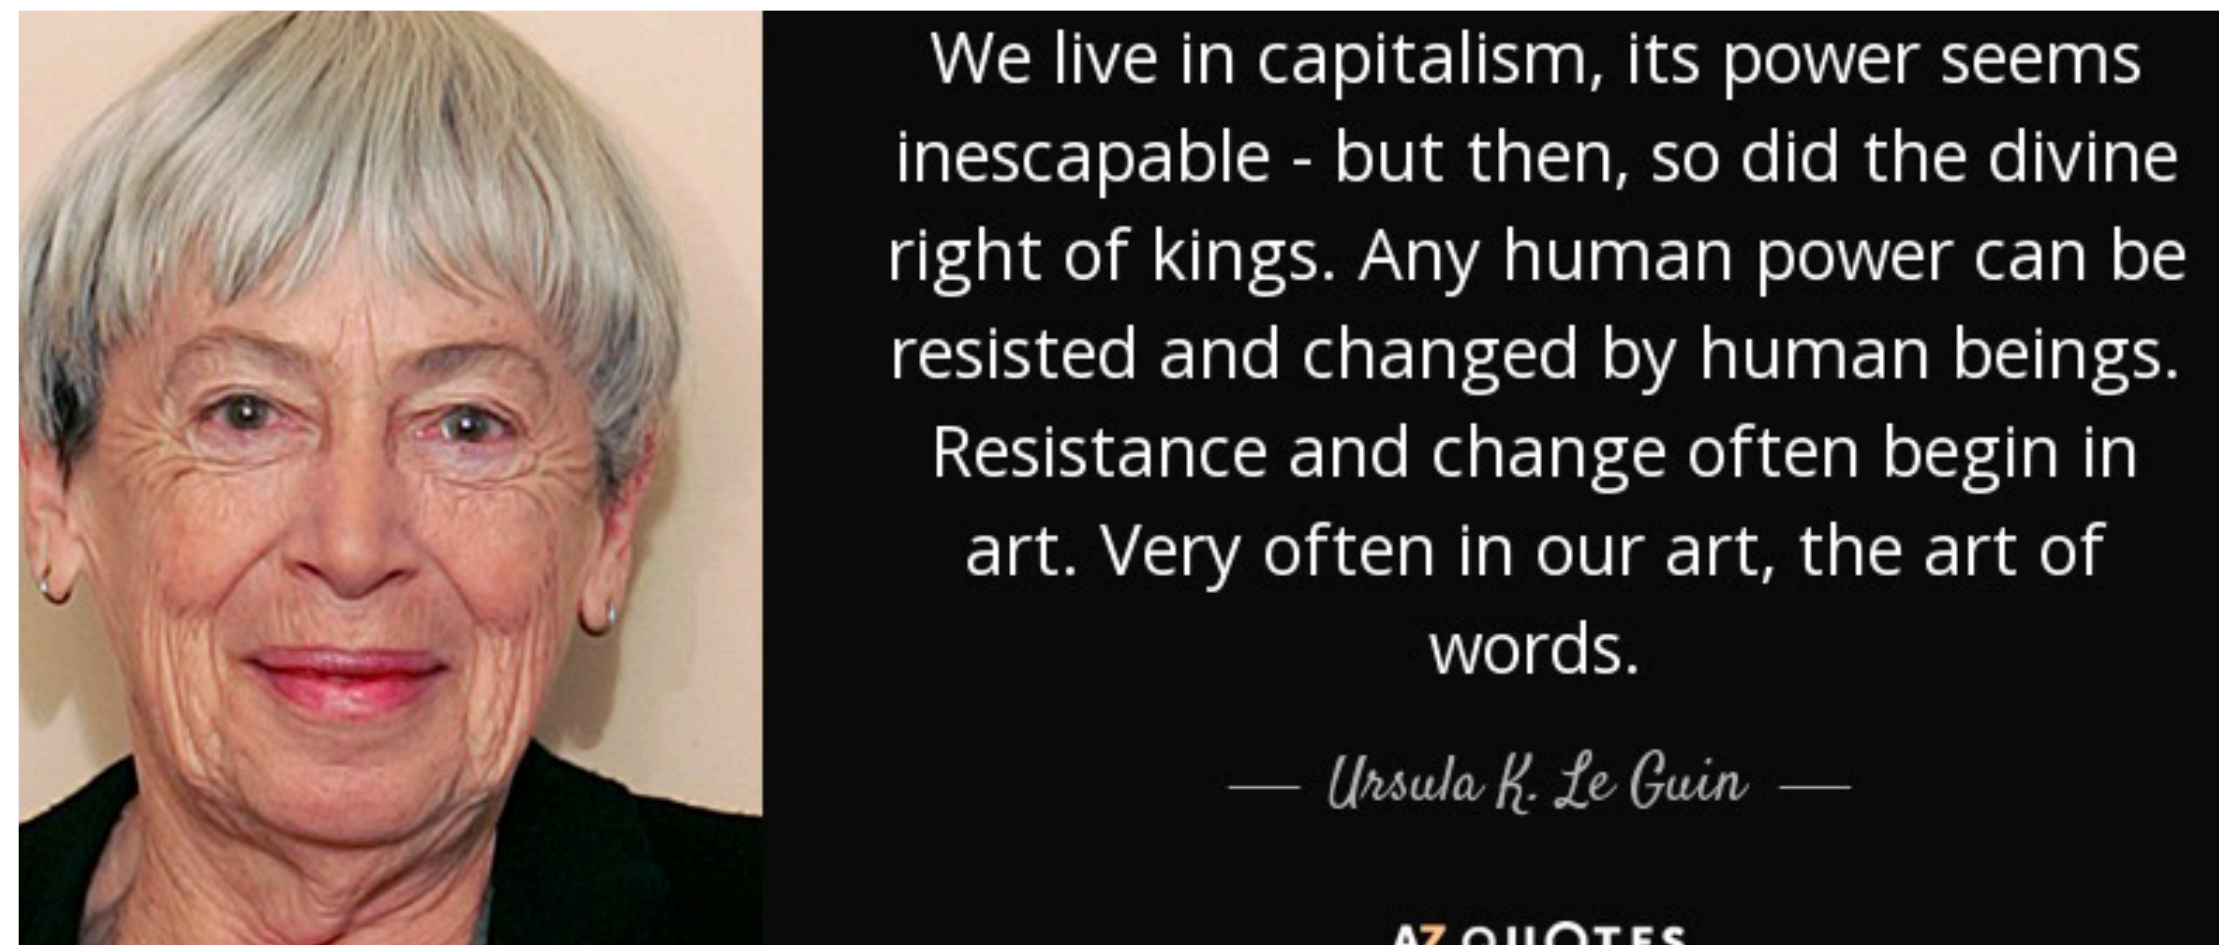 We live in capitalism, its power seems
inescapable - but then, so did the divine
right of kings. Any human power can be
resisted and changed by human beings.
Resistance and change often begin in
art. Very often in our art, the art of
words.
Ursula K. Le Guin
AZ QUOTES